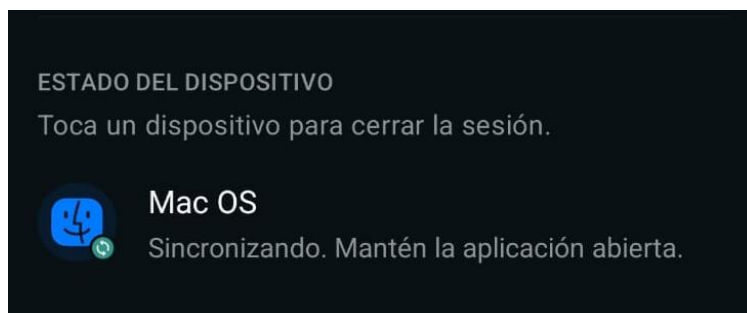 ESTADO DEL DISPOSITIVO
Toca un dispositivo para cerrar la sesión.
Mac OS
Sincronizando. Mantén la aplicación abierta.